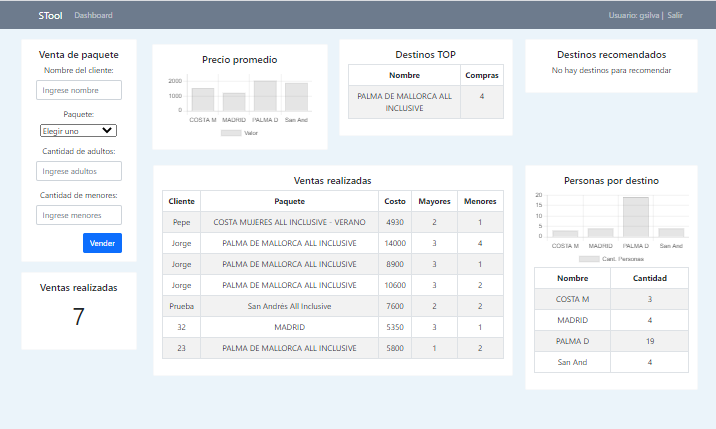 STool Dashboard Usuario: gsilva | Salir
Venta de paquete
Nombre del cliente:
Ingrese nombre
Paquete:
Elegir uno
Cantidad de adultos:
Ingrese adultos
Cantidad de menores:
Ingrese menores
Vender
Ventas realizadas
7
Precio promedio
2000
1000
0
COSTA M MADRID PALMA D San And
Valor
Destinos TOP
Nombre Compras
PALMA DE MALLORCA ALL 4
INCLUSIVE
Destinos recomendados
No hay destinos para recomendar
Ventas realizadas
Cliente Paquete Costo Mayores Menores
Pepe COSTA MUJERES ALL INCLUSIVE - VERANO 4930 2 1
Jorge PALMA DE MALLORCA ALL INCLUSIVE 14000 3 4
Jorge PALMA DE MALLORCA ALL INCLUSIVE 8900 3 1
Jorge PALMA DE MALLORCA ALL INCLUSIVE 10600 3 2
Prueba San Andrés All Inclusive 7600 2 2
32 MADRID 5350 3 1
23 PALMA DE MALLORCA ALL INCLUSIVE 5800 1 2
Personas por destino
20
15
10
5
0
COSTA M MADRID PALMA D San And
Cant. Personas
Nombre Cantidad
COSTA M 3
MADRID 4
PALMA D 19
San And 4